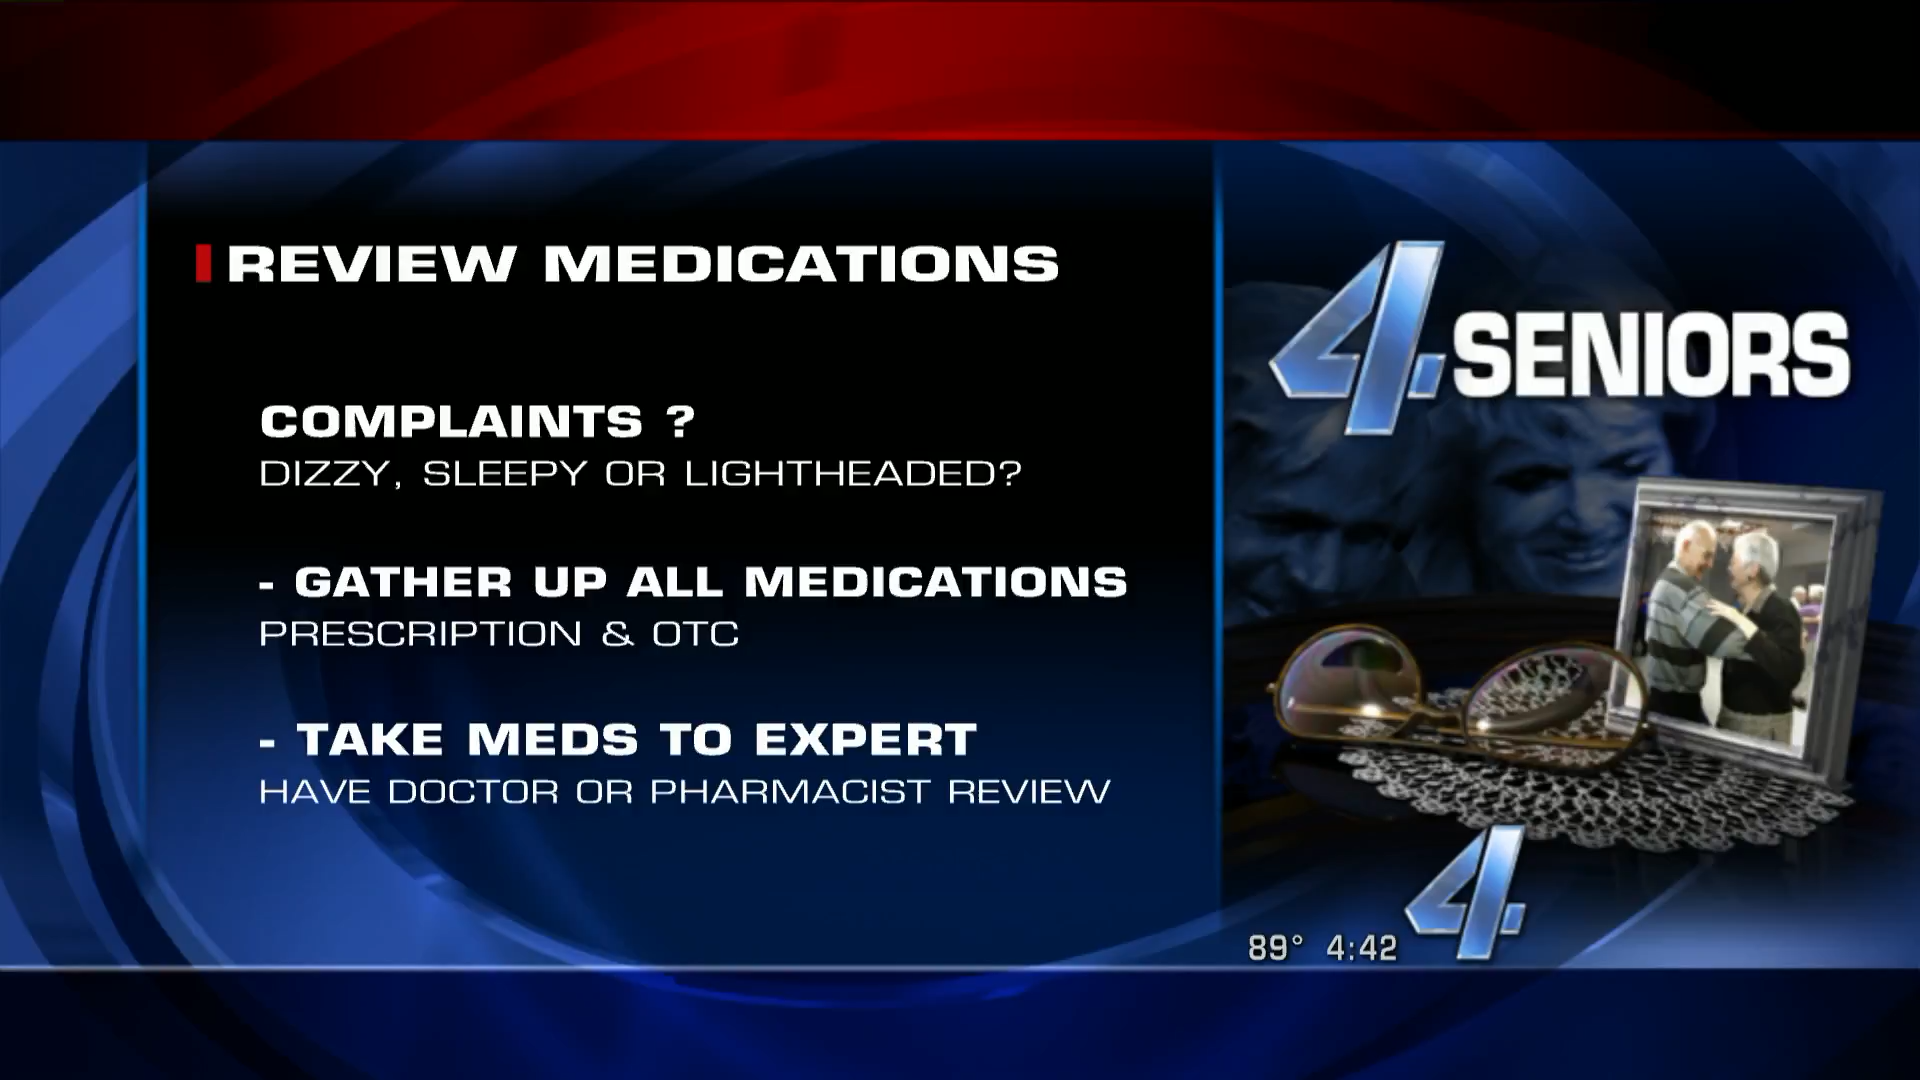 REVIEW MEDICATIONS
COMPLAINTS ?
DIZZY, SLEEPY OR LIGHTHEADED?
- GATHER UP ALL MEDICATIONS
PRESCRIPTION & OTC
- TAKE MEDS TO EXPERT
HAVE DOCTOR OR PHARMACIST REVIEW
4 SENIORS
89° 4:42 4